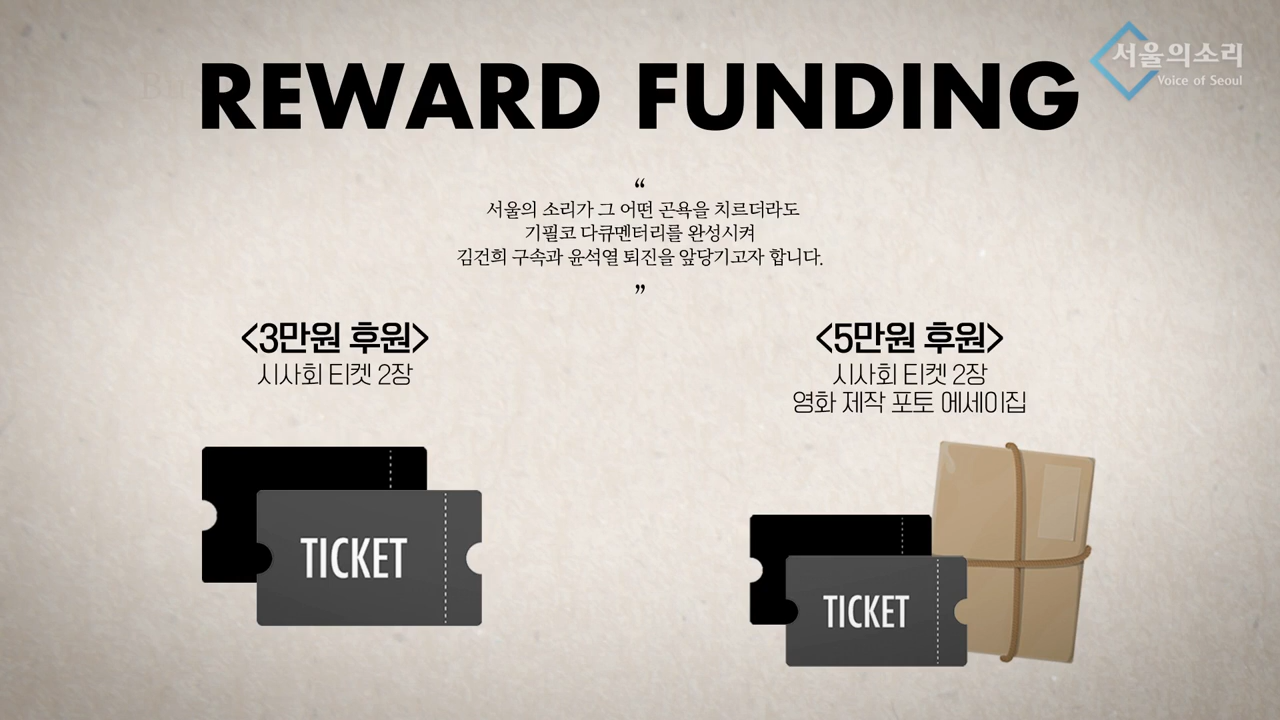 REWARD FUNDING
서울의소리
Voice of Seoul
“
서울의 소리가 그 어떤 곤욕을 치르더라도
기필코 다큐멘터리를 완성시켜
김건희 구속과 윤석열 퇴진을 앞당기고자 합니다.
”
<3만원 후원>
시사회 티켓 2장
<5만원 후원>
시사회 티켓 2장
영화 제작 포토 에세이집
TICKET
TICKET